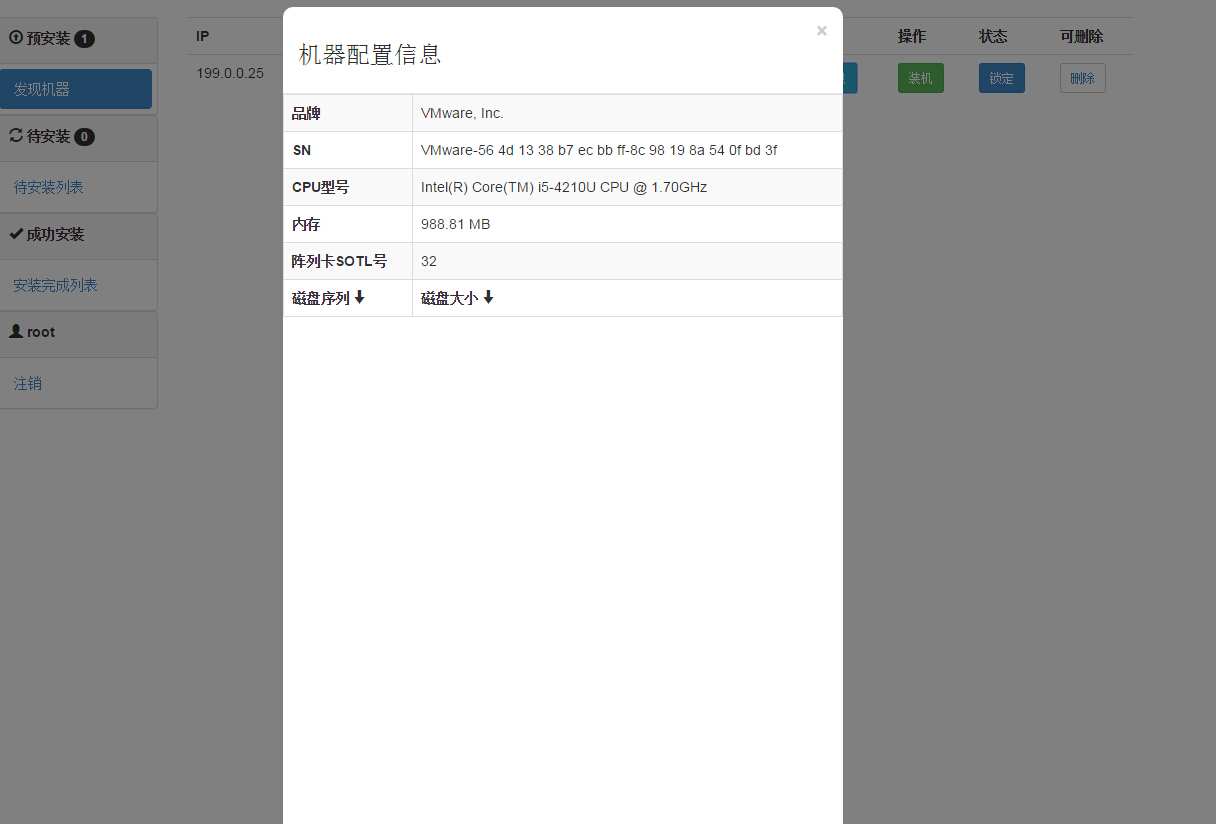 预安装 1
发现机器
待安装 0
待安装列表
成功安装
安装完成列表
root
注销
IP 操作 状态 可删除
199.0.0.25 装机 锁定 删除
×
机器配置信息
品牌 VMware, Inc.
SN VMware-56 4d 13 38 b7 ec bb ff-8c 98 19 8a 54 0f bd 3f
CPU型号 Intel(R) Core(TM) i5-4210U CPU @ 1.70GHz
内存 988.81 MB
阵列卡SOTL号 32
磁盘序列 磁盘大小